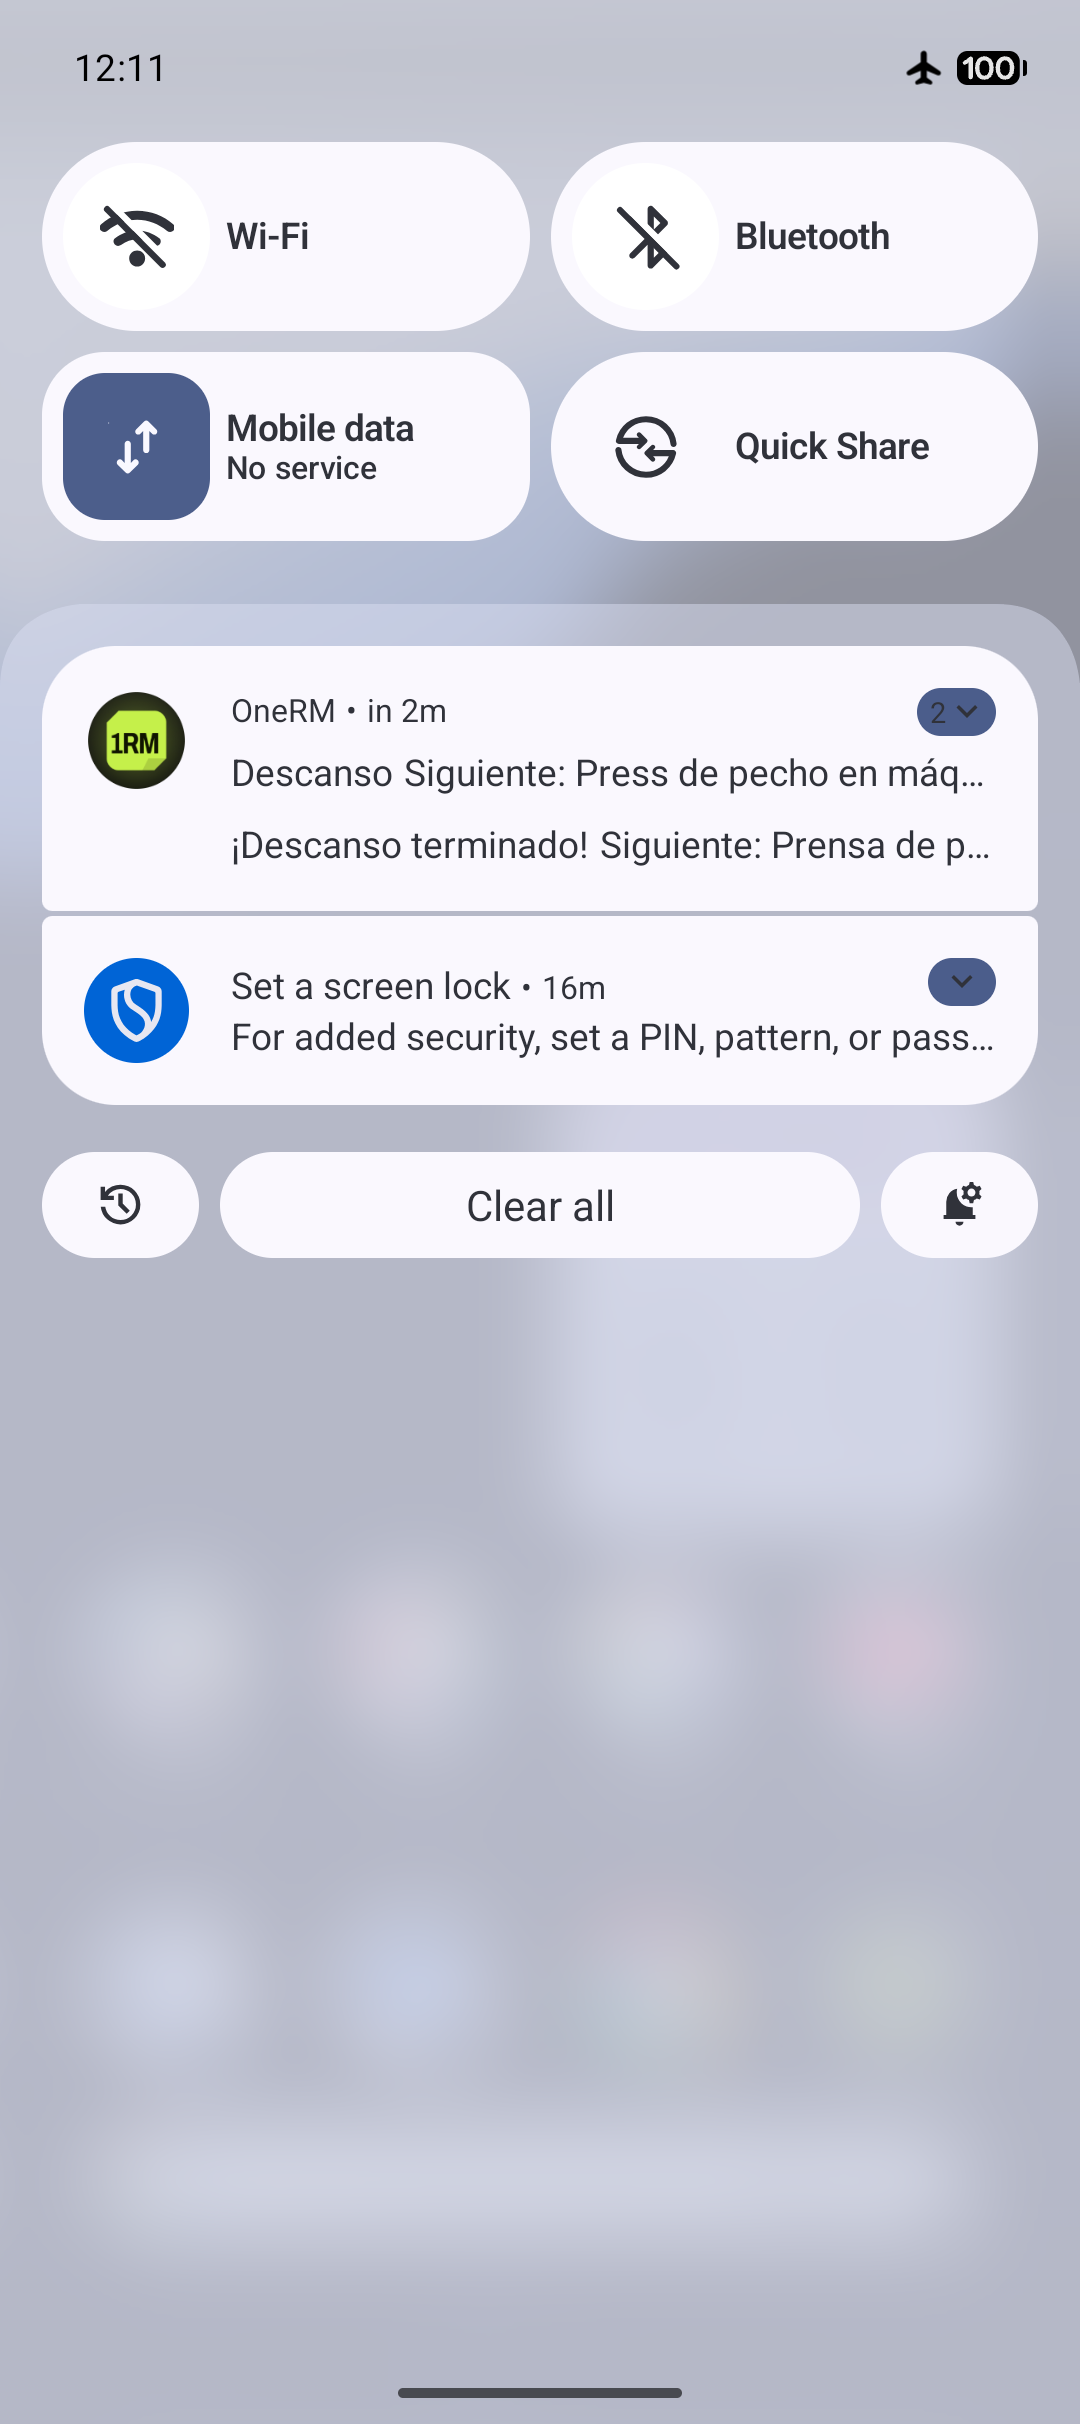 12:11
100
Wi-Fi
Bluetooth
Mobile data
No service
Quick Share
1RM
OneRM • in 2m
2
Descanso Siguiente: Press de pecho en máq…
¡Descanso terminado! Siguiente: Prensa de p…
Set a screen lock • 16m
For added security, set a PIN, pattern, or pass…
Clear all